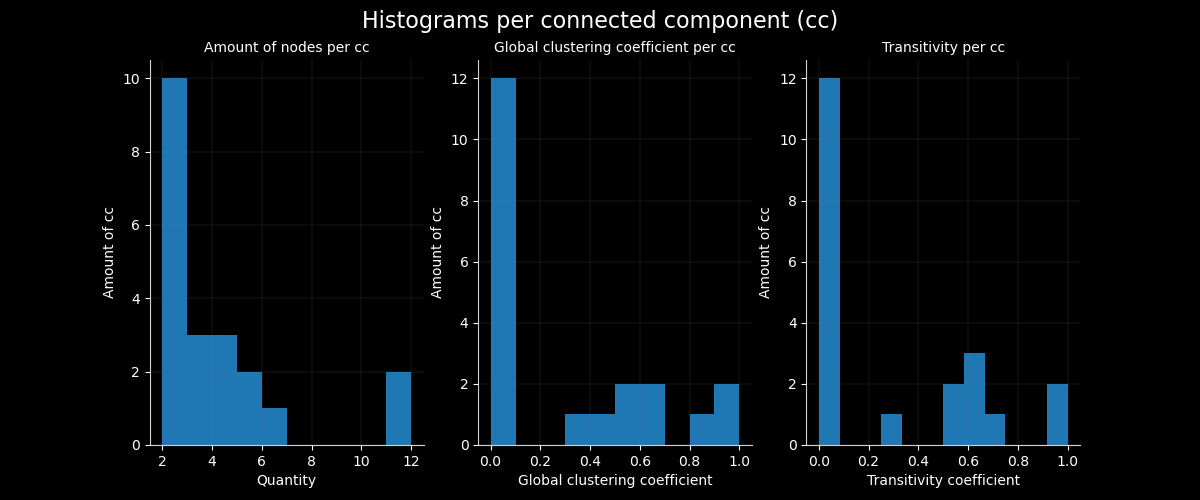 Histograms per connected component (cc)
Amount of nodes per cc
Amount of cc
0
2
4
6
8
10
2 4 6 8 10 12
Quantity
Global clustering coefficient per cc
Amount of cc
0
2
4
6
8
10
12
0.0 0.2 0.4 0.6 0.8 1.0
Global clustering coefficient
Transitivity per cc
Amount of cc
0
2
4
6
8
10
12
0.0 0.2 0.4 0.6 0.8 1.0
Transitivity coefficient